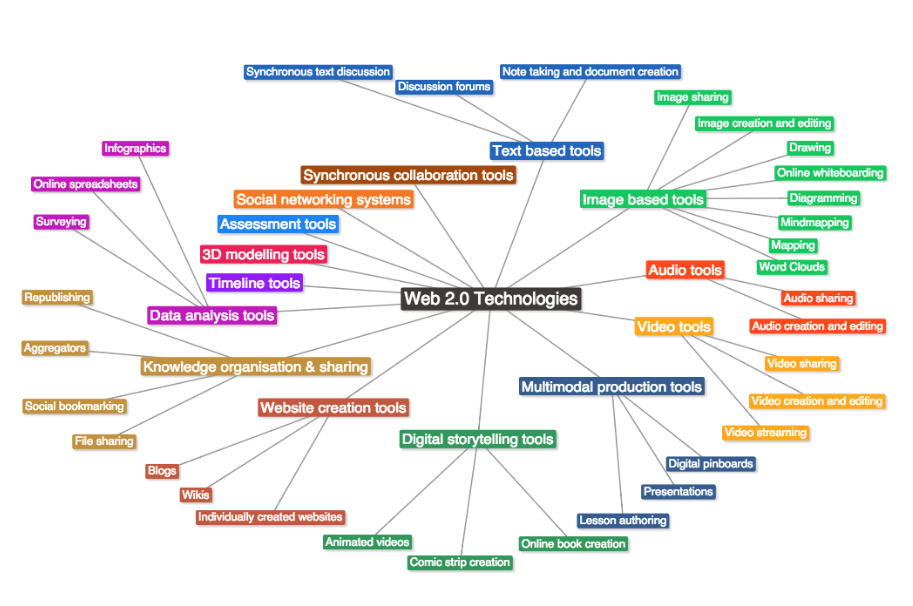 Synchronous text discussion
Note taking and document creation
Discussion forums
Image sharing
Image creation and editing
Infographics
Text based tools
Drawing
Synchronous collaboration tools
Online whiteboarding
Online spreadsheets
Social networking systems
Image based tools
Diagramming
Surveying
Assessment tools
Mindmapping
Mapping
3D modelling tools
Audio tools
Word Clouds
Timeline tools
Republishing
Web 2.0 Technologies
Audio sharing
Data analysis tools
Video tools
Audio creation and editing
Aggregators
Knowledge organisation & sharing
Video sharing
Multimodal production tools
Social bookmarking
Website creation tools
Video creation and editing
File sharing
Digital storytelling tools
Video streaming
Blogs
Digital pinboards
Wikis
Presentations
Individually created websites
Lesson authoring
Animated videos
Online book creation
Comic strip creation